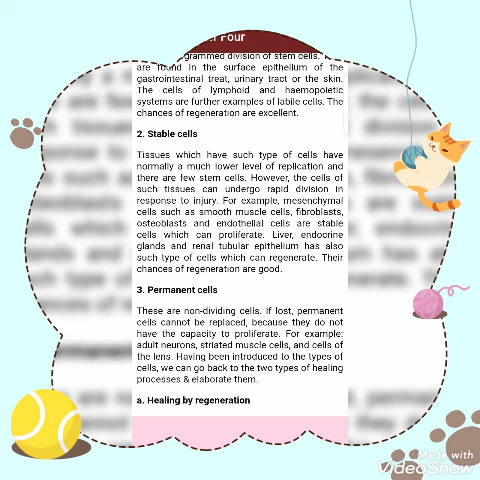 Four
grammed division of stem cells.
are found in the surface epithelium of the
gastrointestinal treat, urinary tract or the skin.
The cells of lymphoid and haemopoietic
systems are further examples of labile cells. The
chances of regeneration are excellent.
2. Stable cells
Tissues which have such type of cells have
normally a much lower level of replication and
there are few stem cells. However, the cells of
such tissues can undergo rapid division in
response to injury. For example, mesenchymal
cells such as smooth muscle cells, fibroblasts,
osteoblasts and endothelial cells are stable
cells which can proliferate. Liver, endocrine
glands and renal tubular epithelium has also
such type of cells which can regenerate. Their
chances of regeneration are good.
3. Permanent cells
These are non-dividing cells. If lost, permanent
cells cannot be replaced, because they do not
have the capacity to proliferate. For example:
adult neurons, striated muscle cells, and cells of
the lens. Having been introduced to the types of
cells, we can go back to the two types of healing
processes & elaborate them.
a. Healing by regeneration
Made with
VideoShow